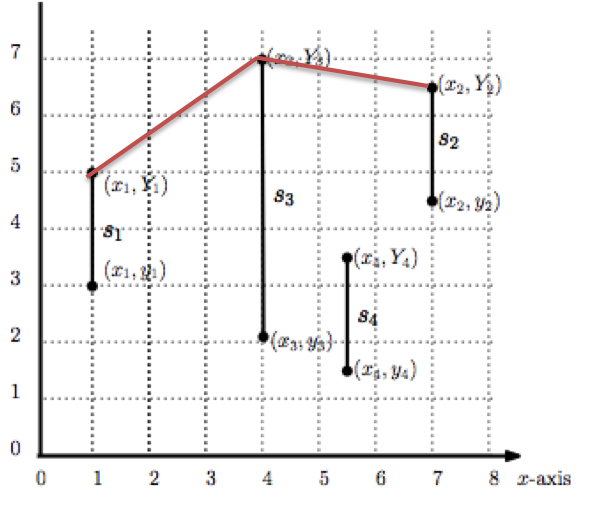 7
(x₃, Y₃)
(x₂, Y₂)
6
s₂
5
(x₁, Y₁)
s₃
(x₂, y₂)
4
s₁
(x₄, Y₄)
3
(x₁, y₁)
s₄
2
(x₃, y₃)
(x₄, y₄)
1
0
0 1 2 3 4 5 6 7 8 x-axis